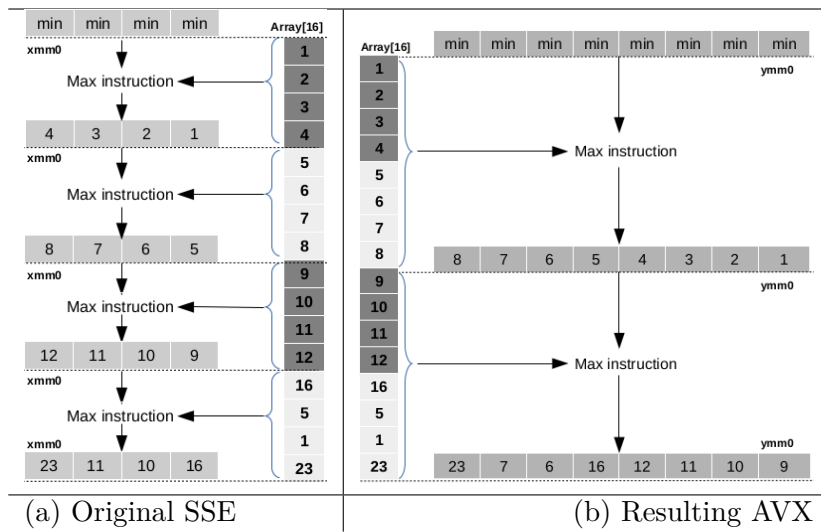 min min min min
Array[16]
xmm0
1
Max instruction
2
3
4 3 2 1
4
xmm0
5
Max instruction
6
7
8 7 6 5
8
xmm0
9
Max instruction
10
11
12 11 10 9
12
xmm0
16
Max instruction
5
xmm0
1
23 11 10 16
23
(a) Original SSE
min min min min min min min min
Array[16]
ymm0
1
2
3
4
Max instruction
5
6
7
8
8 7 6 5 4 3 2 1
ymm0
9
10
11
12
Max instruction
16
5
1
ymm0
23
23 7 6 16 12 11 10 9
(b) Resulting AVX